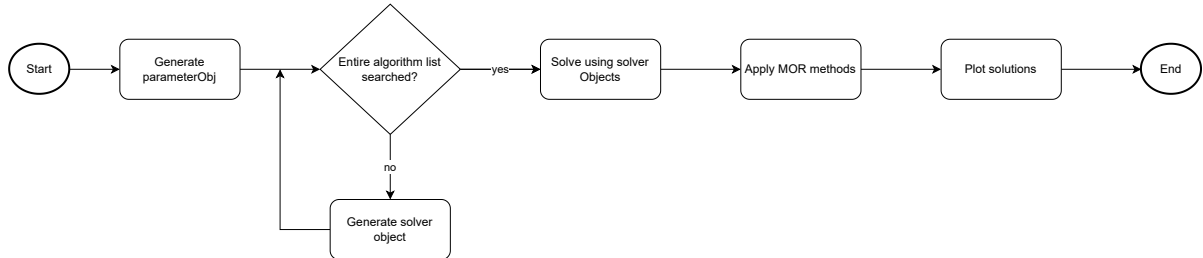 Start
Generate
parameterObj
Entire algorithm list
searched?
yes
Solve using solver
Objects
Apply MOR methods
Plot solutions
End
no
Generate solver
object